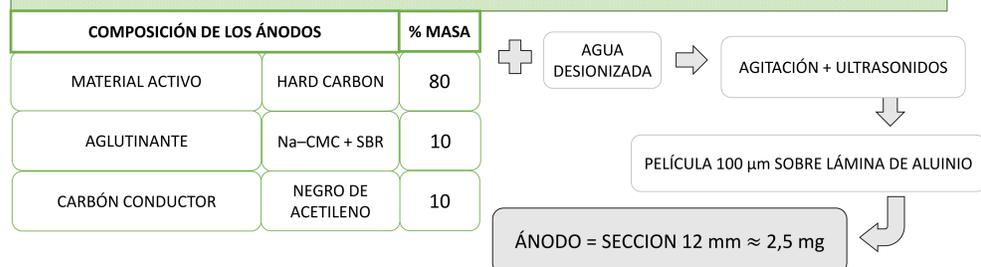 COMPOSICIÓN DE LOS ÁNODOS % MASA
MATERIAL ACTIVO HARD CARBON 80
AGLUTINANTE Na–CMC + SBR 10
CARBÓN CONDUCTOR NEGRO DE
ACETILENO 10
AGUA
DESIONIZADA
AGITACIÓN + ULTRASONIDOS
PELÍCULA 100 µm SOBRE LÁMINA DE ALUINIO
ÁNODO = SECCION 12 mm ≈ 2,5 mg